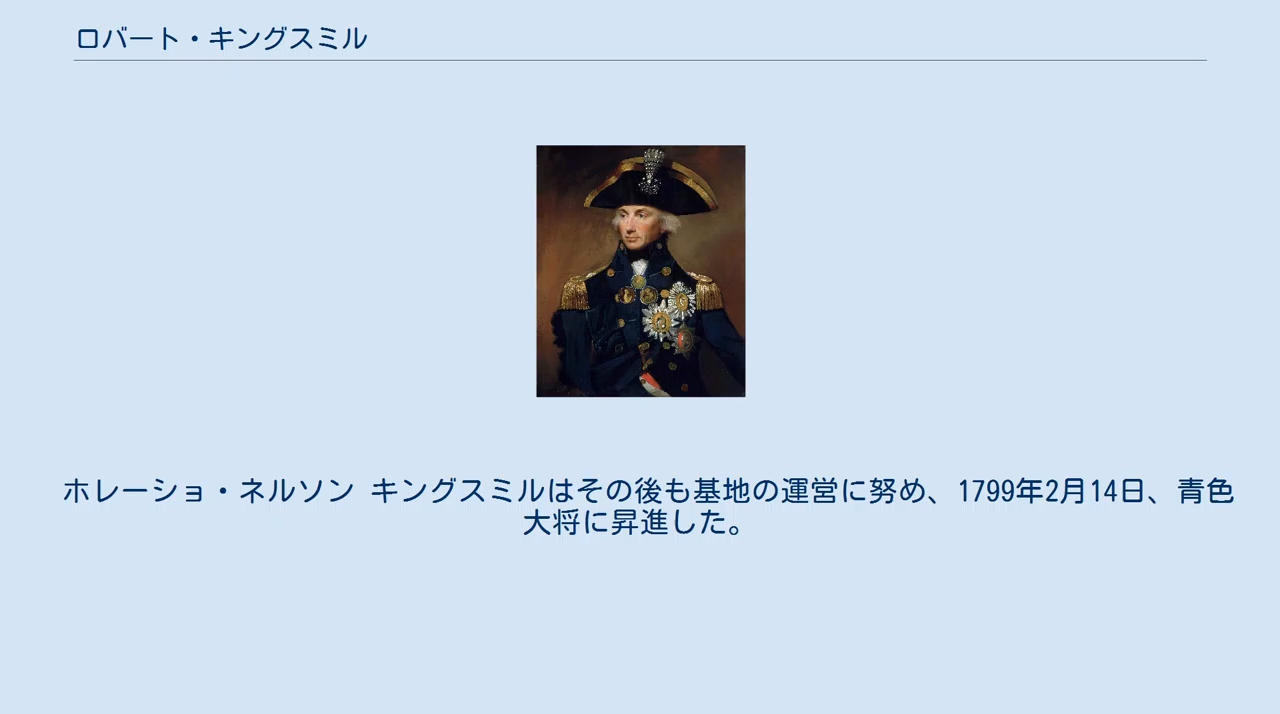 ロバート・キングスミル
ホレーショ・ネルソン キングスミルはその後も基地の運営に努め、1799年2月14日、青色
大将に昇進した。